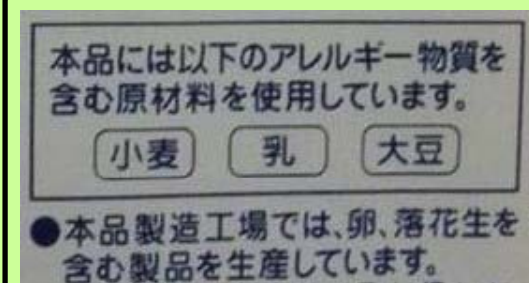 本品には以下のアレルギー物質を
含む原材料を使用しています。
小麦 乳 大豆
●本品製造工場では、卵、落花生を
含む製品を生産しています。